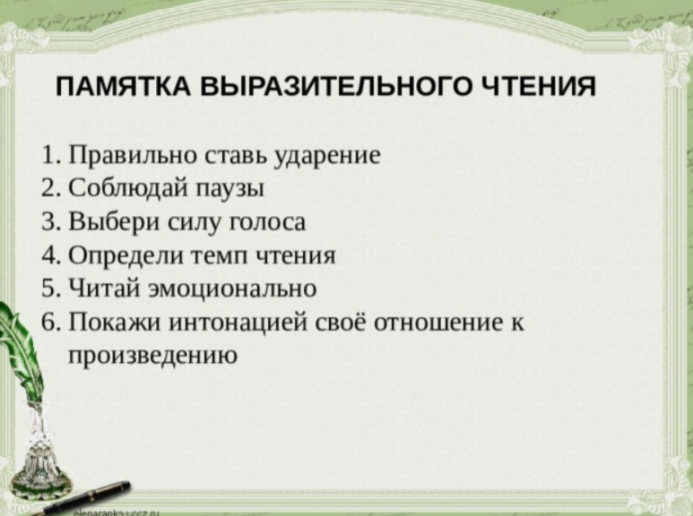 ПАМЯТКА ВЫРАЗИТЕЛЬНОГО ЧТЕНИЯ
1. Правильно ставь ударение
2. Соблюдай паузы
3. Выбери силу голоса
4. Определи темп чтения
5. Читай эмоционально
6. Покажи интонацией своё отношение к
произведению